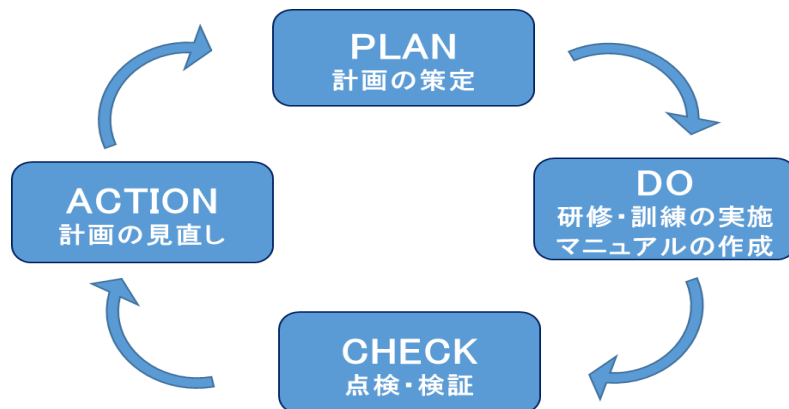 PLAN
計画の策定
DO
研修・訓練の実施
マニュアルの作成
CHECK
点検・検証
ACTION
計画の見直し